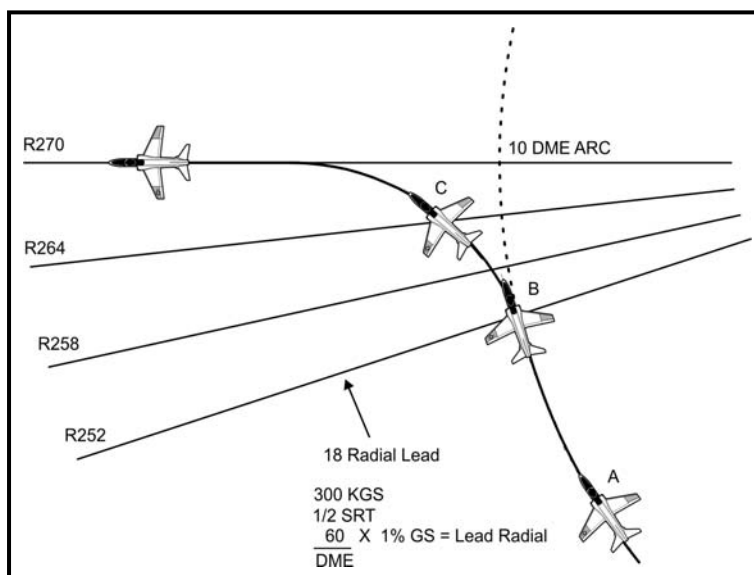 R270
10 DME ARC
C
R264
B
R258
R252
18 Radial Lead
A
300 KGS
1/2 SRT
60 X 1% GS = Lead Radial
DME